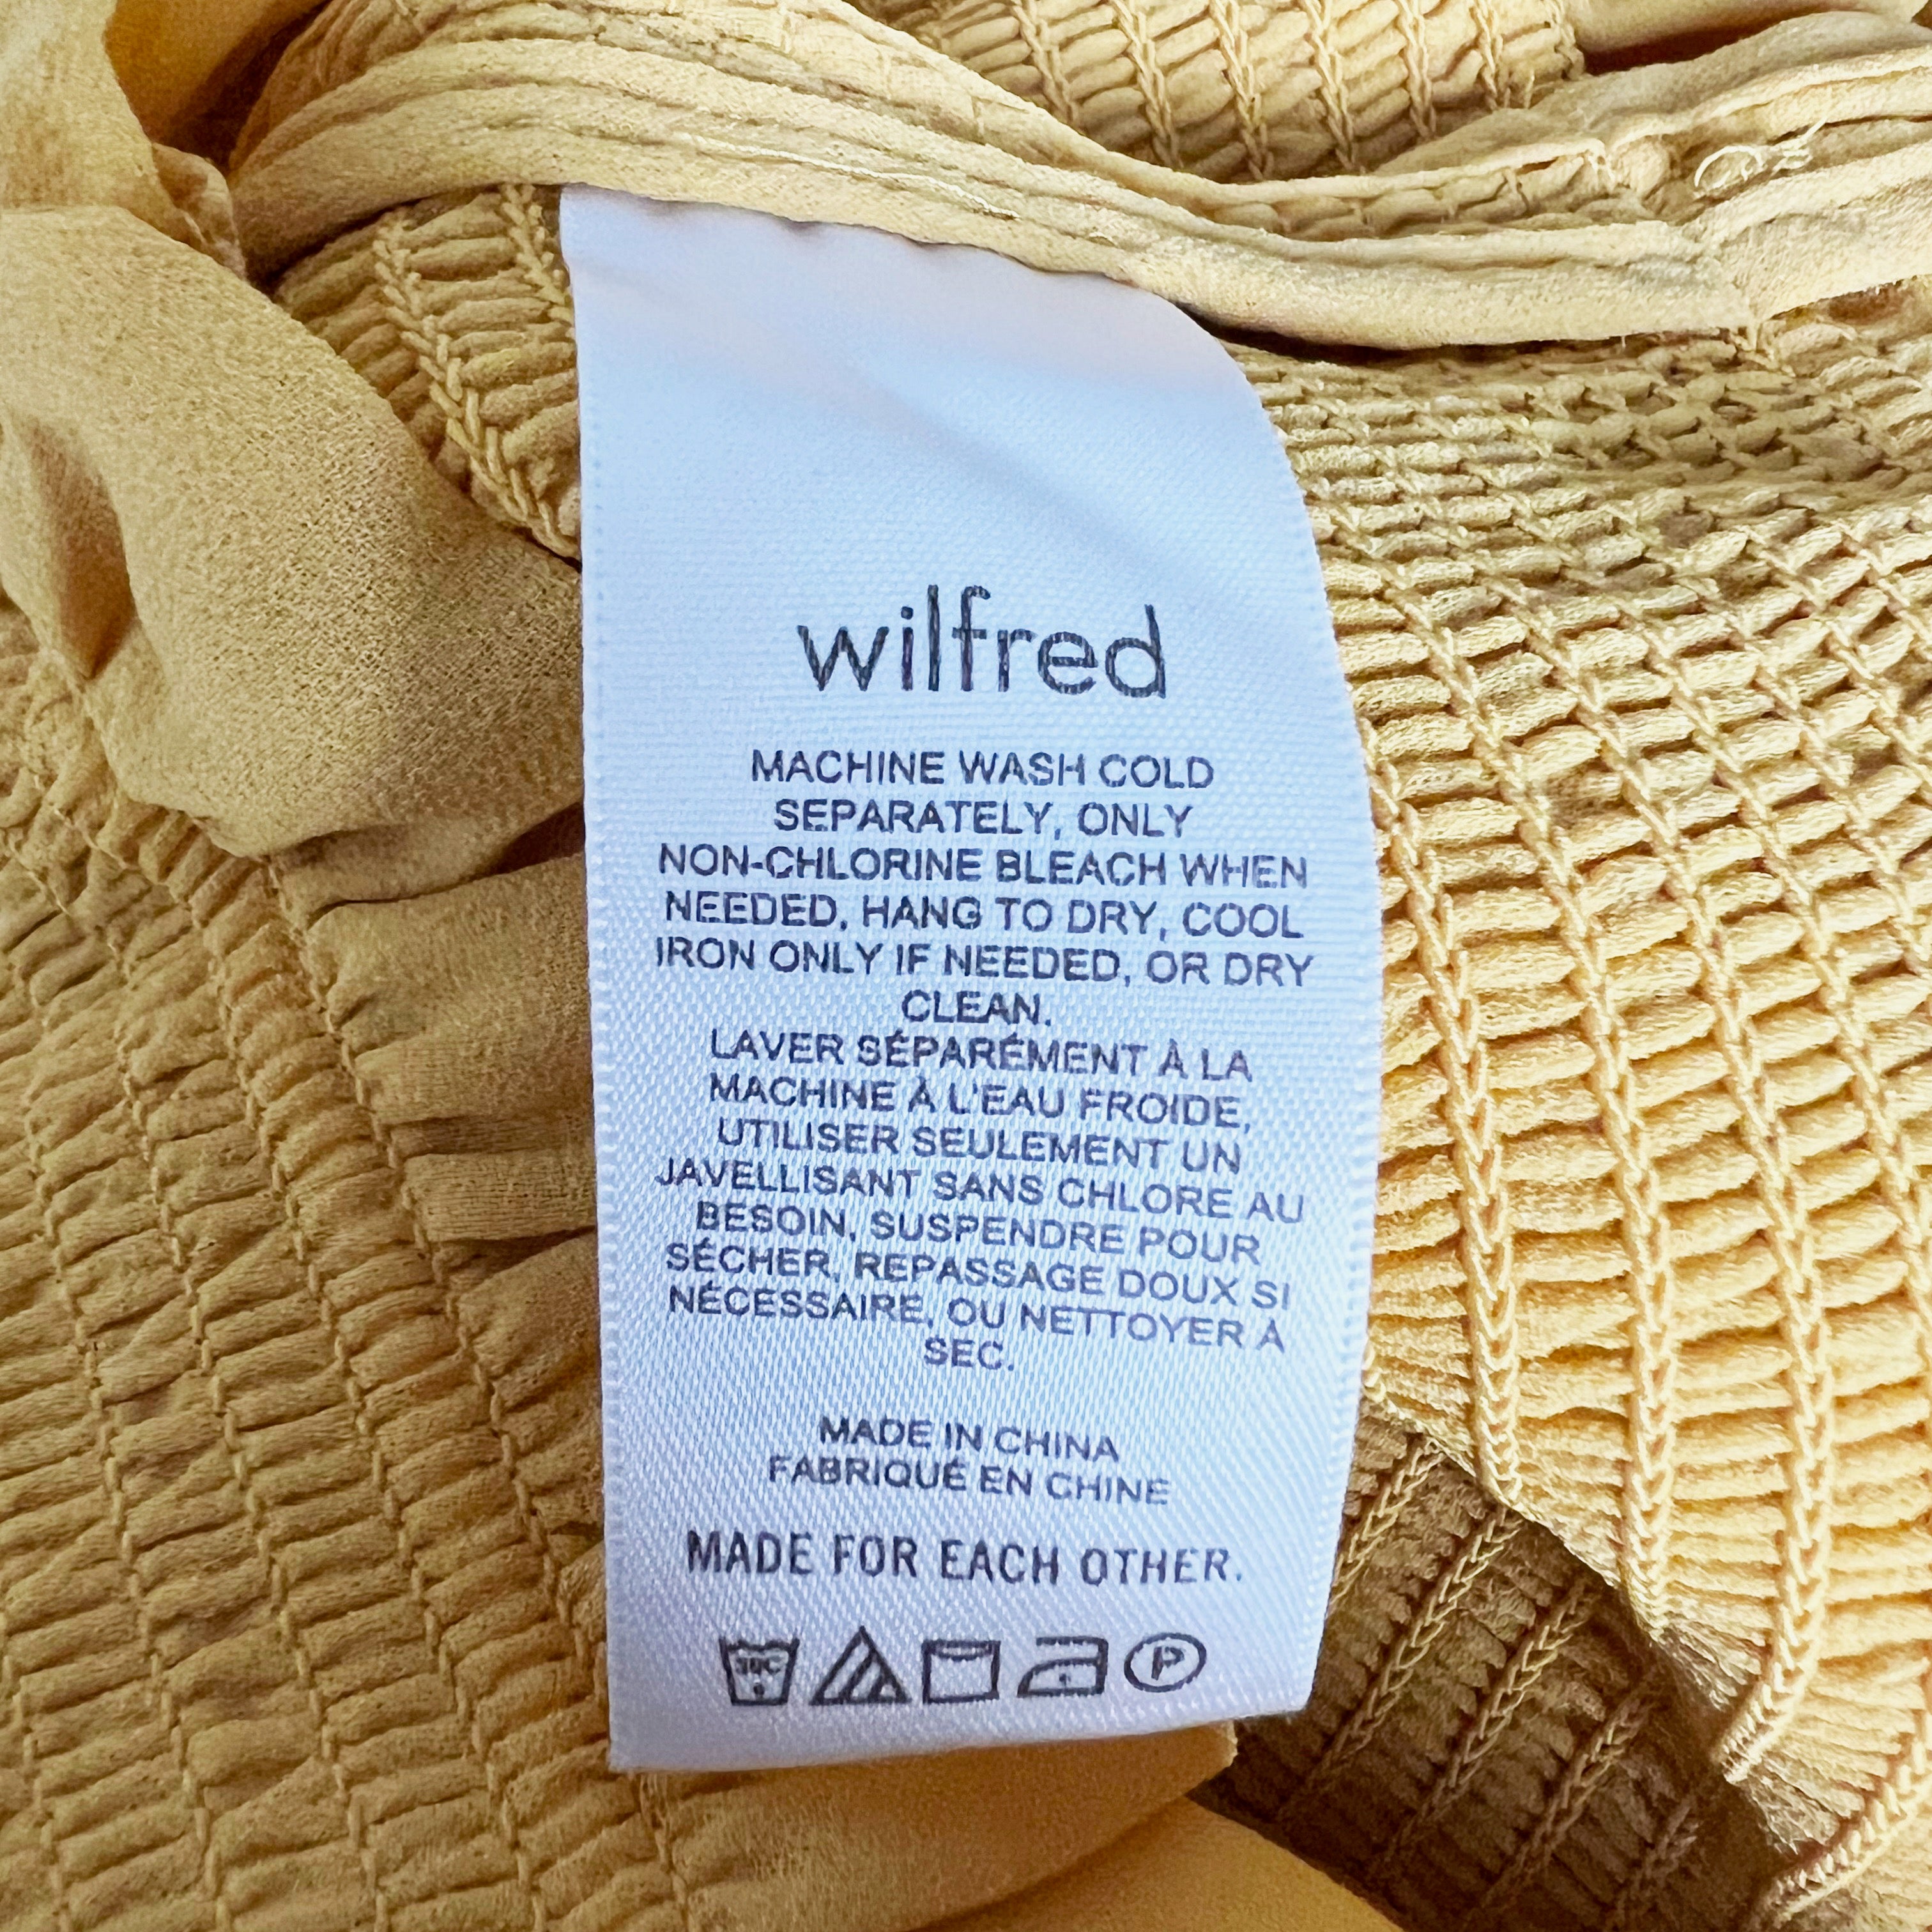 wilfred
MACHINE WASH COLD
SEPARATELY, ONLY
NON-CHLORINE BLEACH WHEN
NEEDED, HANG TO DRY, COOL
IRON ONLY IF NEEDED, OR DRY
CLEAN.
LAVER SÉPARÉMENT À LA
MACHINE À L'EAU FROIDE,
UTILISER SEULEMENT UN
JAVELLISANT SANS CHLORE AU
BESOIN, SUSPENDRE POUR
SÉCHER, REPASSAGE DOUX SI
NÉCESSAIRE, OU NETTOYER À
SEC.
MADE IN CHINA
FABRIQUÉ EN CHINE
MADE FOR EACH OTHER.
30C P